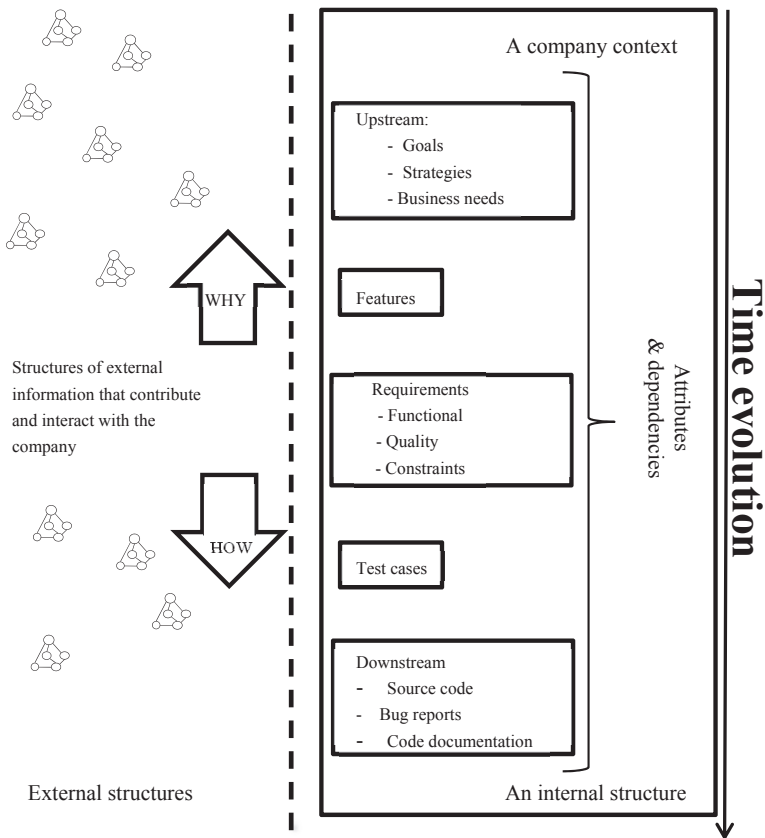 A company context
Upstream:
- Goals
- Strategies
- Business needs
WHY
Features
Structures of external
information that contribute
and interact with the
company
Requirements
- Functional
- Quality
- Constraints
Attributes
& dependencies
Time evolution
HOW
Test cases
Downstream
- Source code
- Bug reports
- Code documentation
External structures
An internal structure